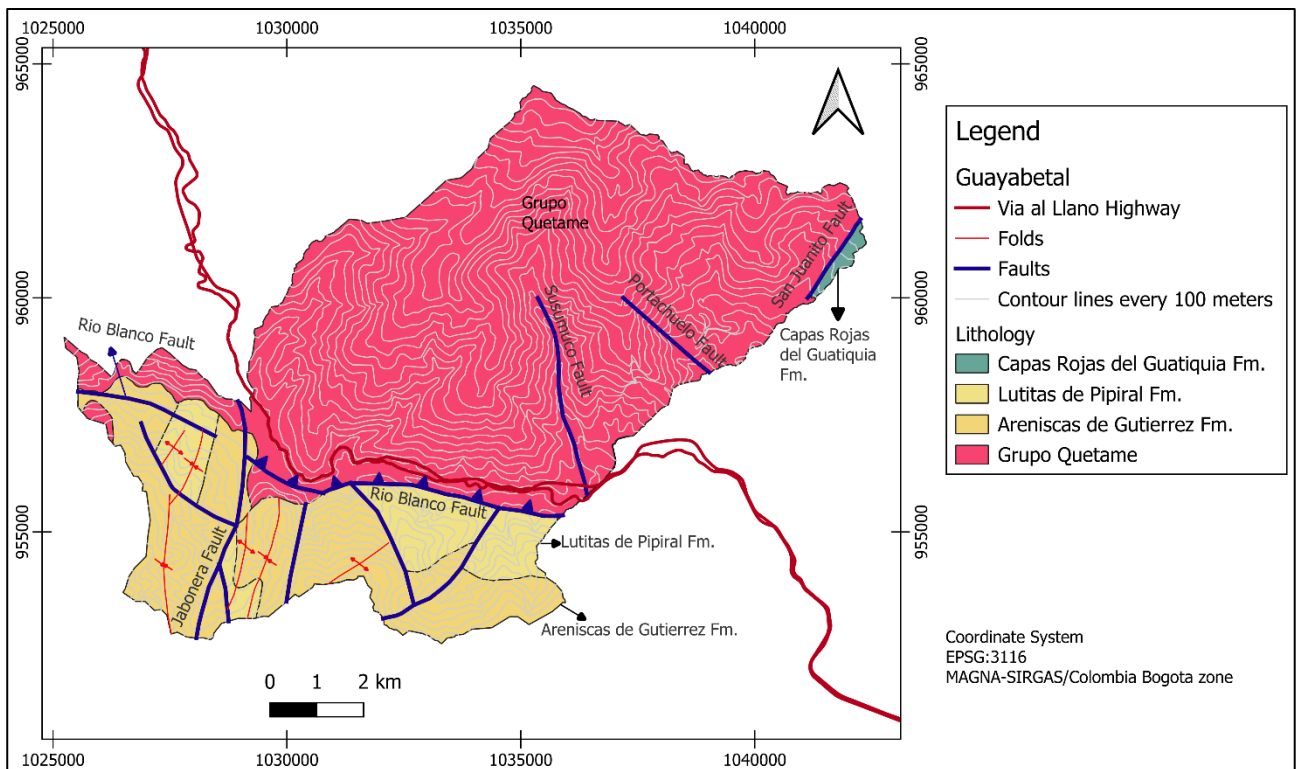 1025000
1030000
1035000
1040000
965000
965000
960000
960000
955000
955000
1025000
1030000
1035000
1040000
Grupo
Quetame
San Juanito Fault
Portachuelo Fault
Susumuco Fault
Capas Rojas
del Guatiquia
Fm.
Rio Blanco Fault
Rio Blanco Fault
Jabonera Fault
Lutitas de Pipiral Fm.
Areniscas de Gutierrez Fm.
0 1 2 km
Legend
Guayabetal
Via al Llano Highway
Folds
Faults
Contour lines every 100 meters
Lithology
Capas Rojas del Guatiquia Fm.
Lutitas de Pipiral Fm.
Areniscas de Gutierrez Fm.
Grupo Quetame
Coordinate System
EPSG:3116
MAGNA-SIRGAS/Colombia Bogota zone